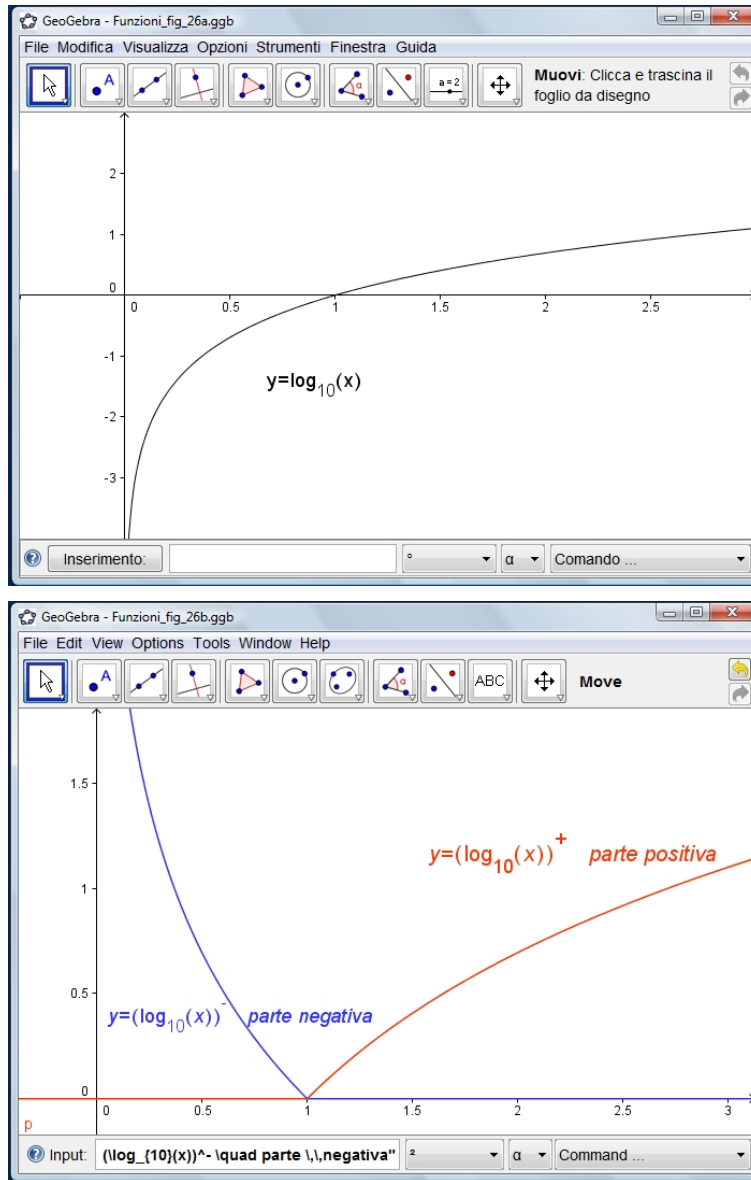 GeoGebra - Funzioni_fig_26a.ggb
File Modifica Visualizza Opzioni Strumenti Finestra Guida
A α a = 2 Muovi: Clicca e trascina il
foglio da disegno
2
1
0
0 0.5 1 1.5 2 2.5
-1
y=log10(x)
-2
-3
Inserimento: ° α Comando ...
GeoGebra - Funzioni_fig_26b.ggb
File Edit View Options Tools Window Help
A α ABC Move
1.5
y=(log10(x))+ parte positiva
1
0.5
y=(log10(x))- parte negativa
0
0 0.5 1 1.5 2 2.5 3
p
Input: (\log_{10}(x))^- \quad parte \,\,negativa" ² α Command ...